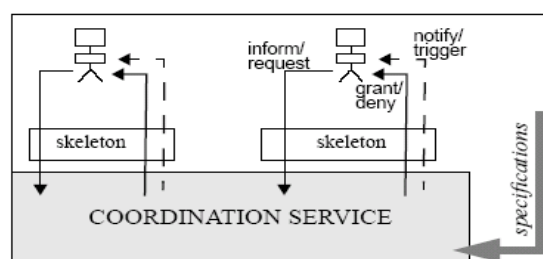 inform/
request
notify/
trigger
grant/
deny
skeleton
skeleton
COORDINATION SERVICE
specifications